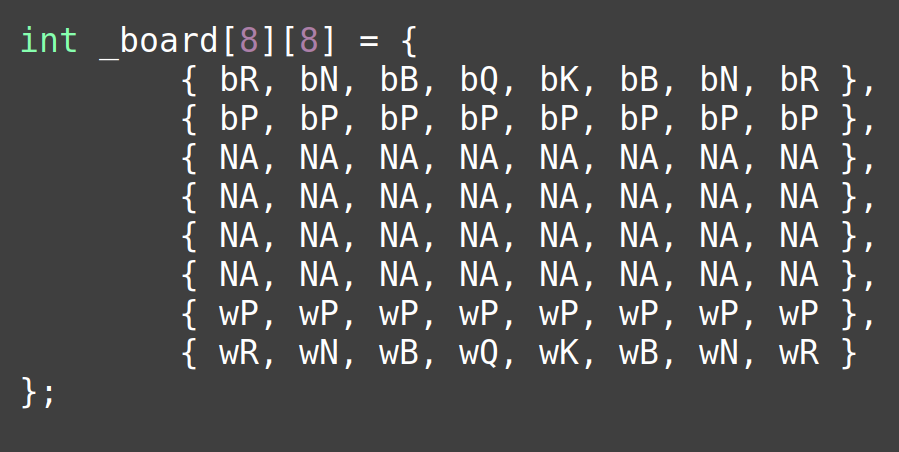 int _board[8][8] = {
        { bR, bN, bB, bQ, bK, bB, bN, bR },
        { bP, bP, bP, bP, bP, bP, bP, bP },
        { NA, NA, NA, NA, NA, NA, NA, NA },
        { NA, NA, NA, NA, NA, NA, NA, NA },
        { NA, NA, NA, NA, NA, NA, NA, NA },
        { NA, NA, NA, NA, NA, NA, NA, NA },
        { wP, wP, wP, wP, wP, wP, wP, wP },
        { wR, wN, wB, wQ, wK, wB, wN, wR }
};